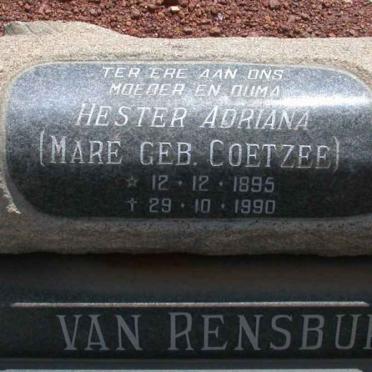 TER ERE AAN ONS
MOEDER EN OUMA
HESTER ADRIANA
(MARE GEB. COETZEE)
☆ 12 · 12 · 1895
† 29 · 10 · 1990
VAN RENSBU